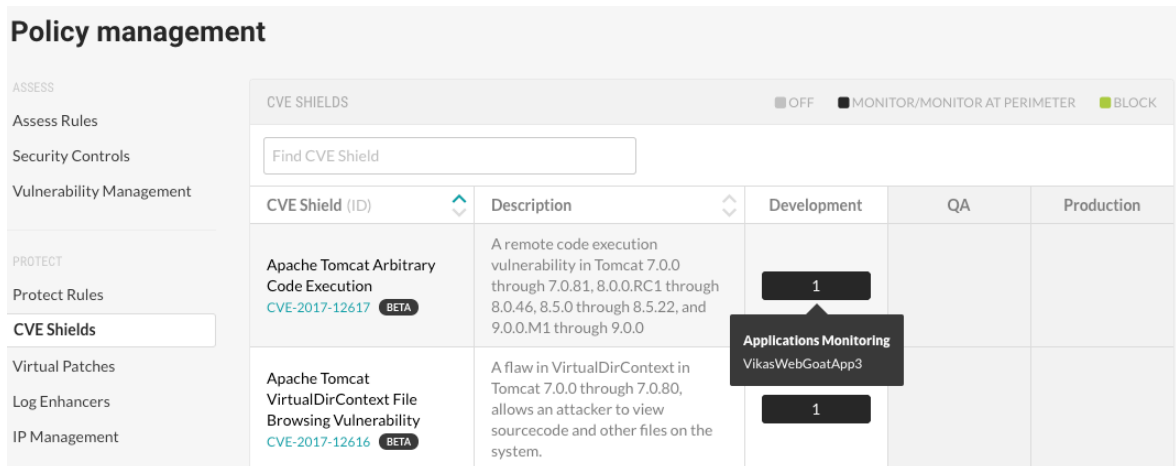 Policy management
ASSESS
Assess Rules
Security Controls
Vulnerability Management
PROTECT
Protect Rules
CVE Shields
Virtual Patches
Log Enhancers
IP Management
CVE SHIELDS
OFF MONITOR/MONITOR AT PERIMETER BLOCK
Find CVE Shield
CVE Shield (ID) Description Development QA Production
Apache Tomcat Arbitrary
Code Execution
CVE-2017-12617 BETA
A remote code execution
vulnerability in Tomcat 7.0.0
through 7.0.81, 8.0.0.RC1 through
8.0.46, 8.5.0 through 8.5.22, and
9.0.0.M1 through 9.0.0
1
Applications Monitoring
VikasWebGoatApp3
Apache Tomcat
VirtualDirContext File
Browsing Vulnerability
CVE-2017-12616 BETA
A flaw in VirtualDirContext in
Tomcat 7.0.0 through 7.0.80,
allows an attacker to view
sourcecode and other files on the
system.
1